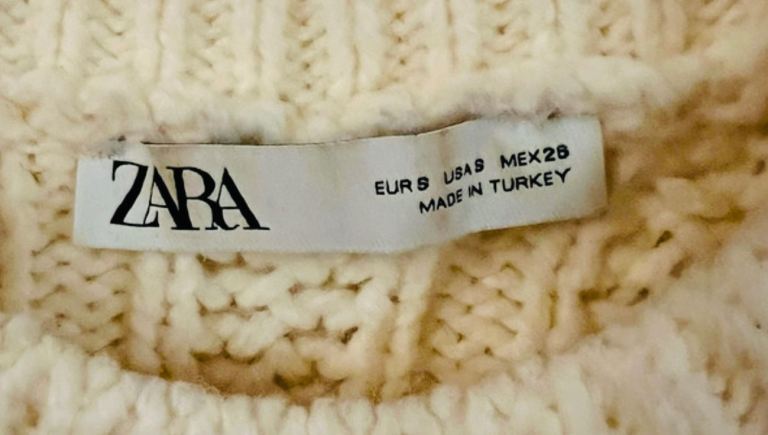 ZARA
EUR S USA S MEX 26
MADE IN TURKEY